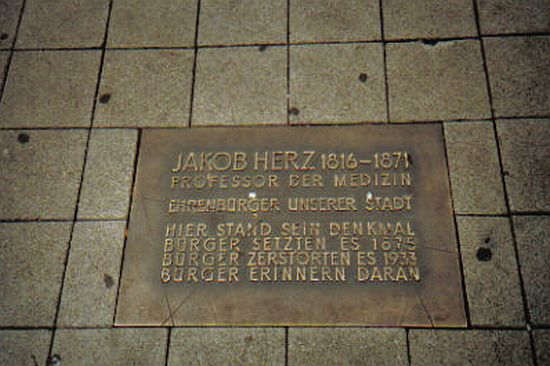 JAKOB HERZ 1816–1871
PROFESSOR DER MEDIZIN
EHRENBÜRGER UNSERER STADT
HIER STAND SEIN DENKMAL
BÜRGER SETZTEN ES 1875
BÜRGER ZERSTÖRTEN ES 1933
BÜRGER ERINNERN DARAN